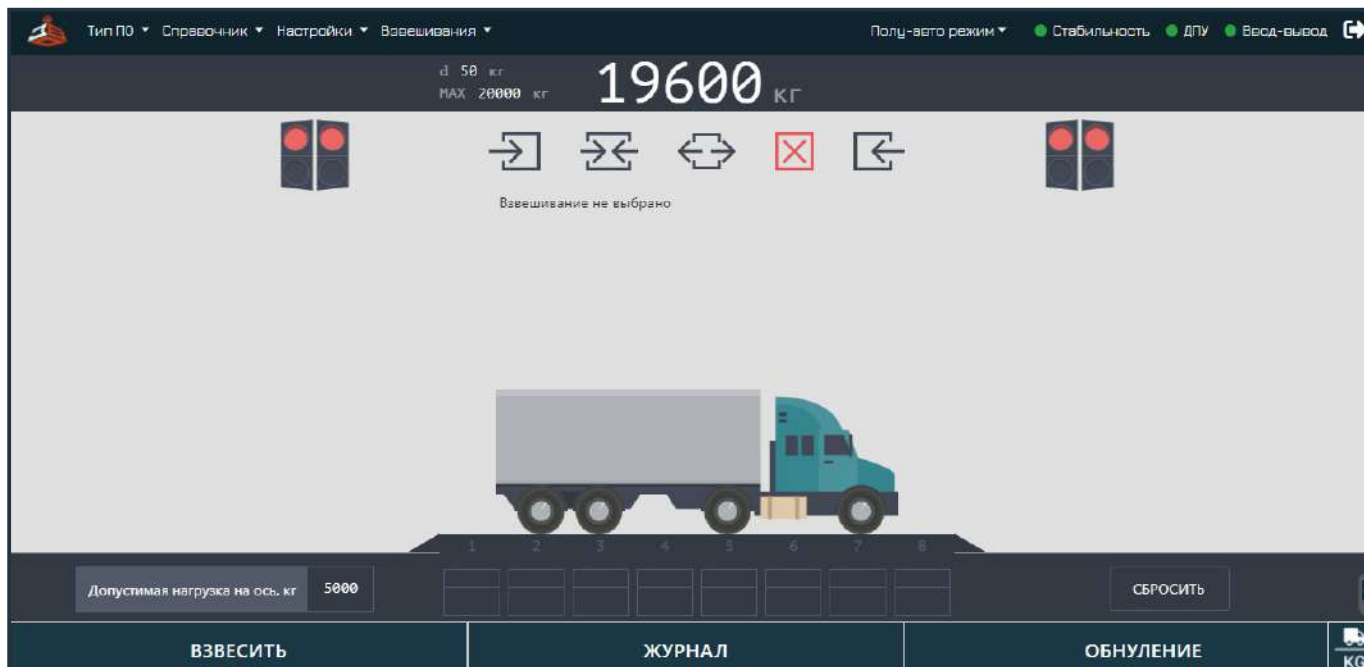 Тип ПО Справочник Настройки Взвешивания Полу-авто режим Стабильность ДПУ Ввод-вывод
d 50 кг
MAX 20000 кг
19600 кг
Взвешивание не выбрано
1 2 3 4 5 6 7 8
Допустимая нагрузка на ось, кг 5000
СБРОСИТЬ
ВЗВЕСИТЬ ЖУРНАЛ ОБНУЛЕНИЕ